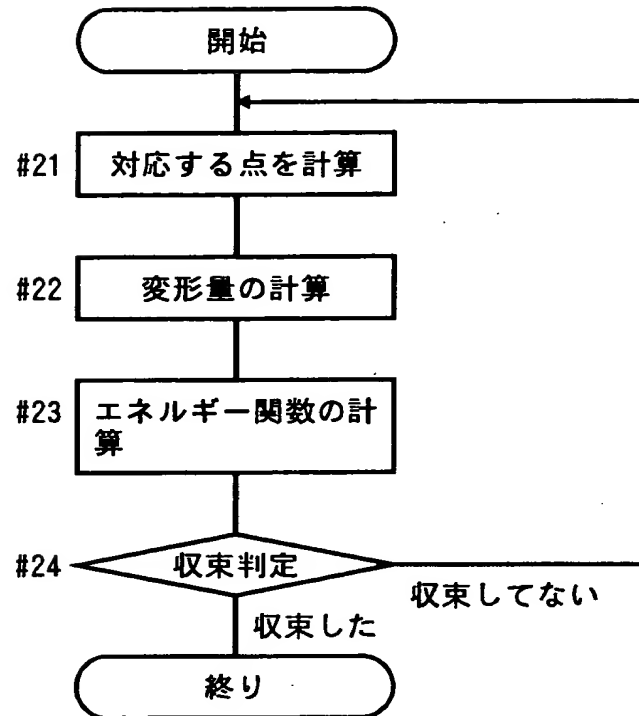 開始
#21 対応する点を計算
#22 変形量の計算
#23 エネルギー関数の計
算
#24 収束判定
収束してない
収束した
終り